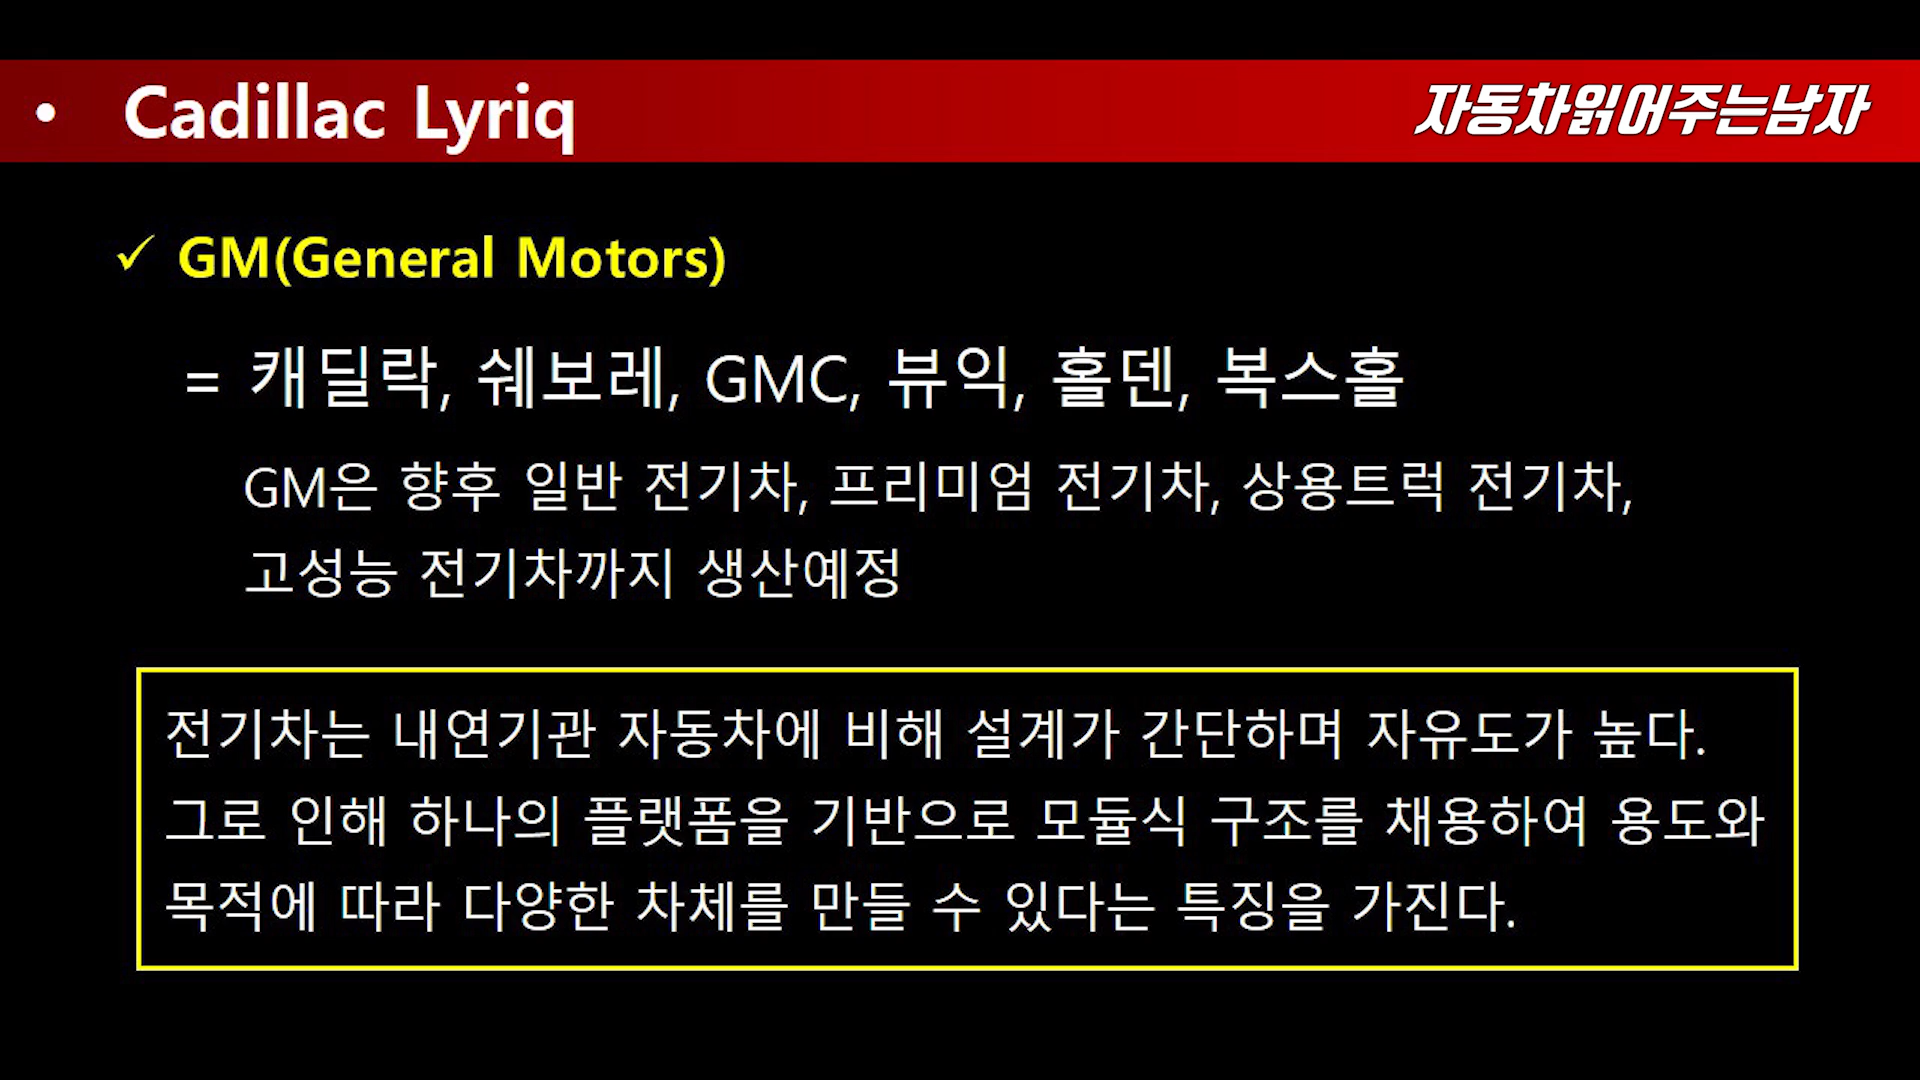 • Cadillac Lyriq
자동차읽어주는남자
✓ GM(General Motors)
= 캐딜락, 쉐보레, GMC, 뷰익, 홀덴, 복스홀
GM은 향후 일반 전기차, 프리미엄 전기차, 상용트럭 전기차,
고성능 전기차까지 생산예정
전기차는 내연기관 자동차에 비해 설계가 간단하며 자유도가 높다.
그로 인해 하나의 플랫폼을 기반으로 모듈식 구조를 채용하여 용도와
목적에 따라 다양한 차체를 만들 수 있다는 특징을 가진다.